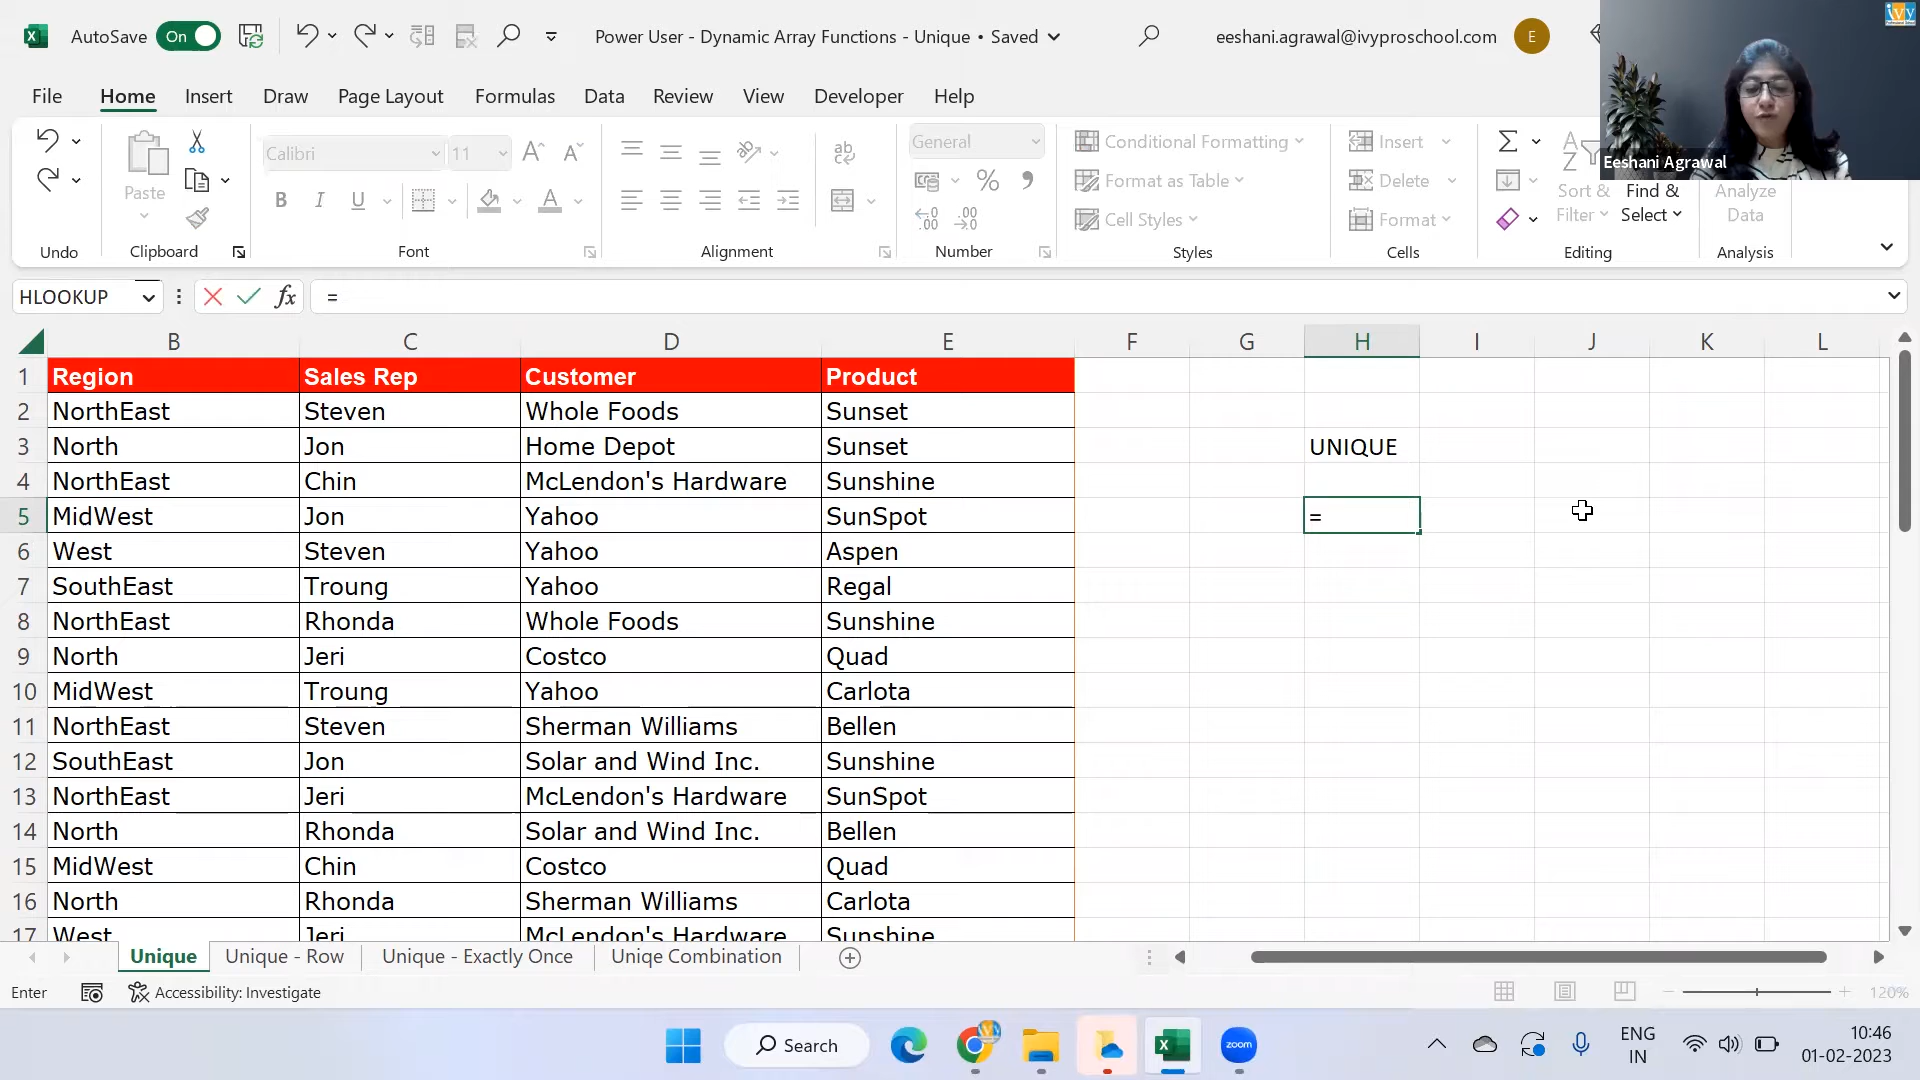 ivy
AutoSave On Power User - Dynamic Array Functions - Unique • Saved eeshani.agrawal@ivyproschool.com E
File Home Insert Draw Page Layout Formulas Data Review View Developer Help
Eeshani Agrawal
Calibri 11 General Conditional Formatting Insert
Paste Format as Table Delete Sort & Find & Analyze
Cell Styles Format Filter Select Data
Undo Clipboard Font Alignment Number Styles Cells Editing Analysis
HLOOKUP fx =
B C D E F G H I J K L
1 Region Sales Rep Customer Product
2 NorthEast Steven Whole Foods Sunset
3 North Jon Home Depot Sunset UNIQUE
4 NorthEast Chin McLendon's Hardware Sunshine
5 MidWest Jon Yahoo SunSpot =
6 West Steven Yahoo Aspen
7 SouthEast Troung Yahoo Regal
8 NorthEast Rhonda Whole Foods Sunshine
9 North Jeri Costco Quad
10 MidWest Troung Yahoo Carlota
11 NorthEast Steven Sherman Williams Bellen
12 SouthEast Jon Solar and Wind Inc. Sunshine
13 NorthEast Jeri McLendon's Hardware SunSpot
14 North Rhonda Solar and Wind Inc. Bellen
15 MidWest Chin Costco Quad
16 North Rhonda Sherman Williams Carlota
17 West Jeri McLendon's Hardware Sunshine
Unique Unique - Row Unique - Exactly Once Uniqe Combination
Enter Accessibility: Investigate 120%
Search zoom ENG 10:46
IN 01-02-2023